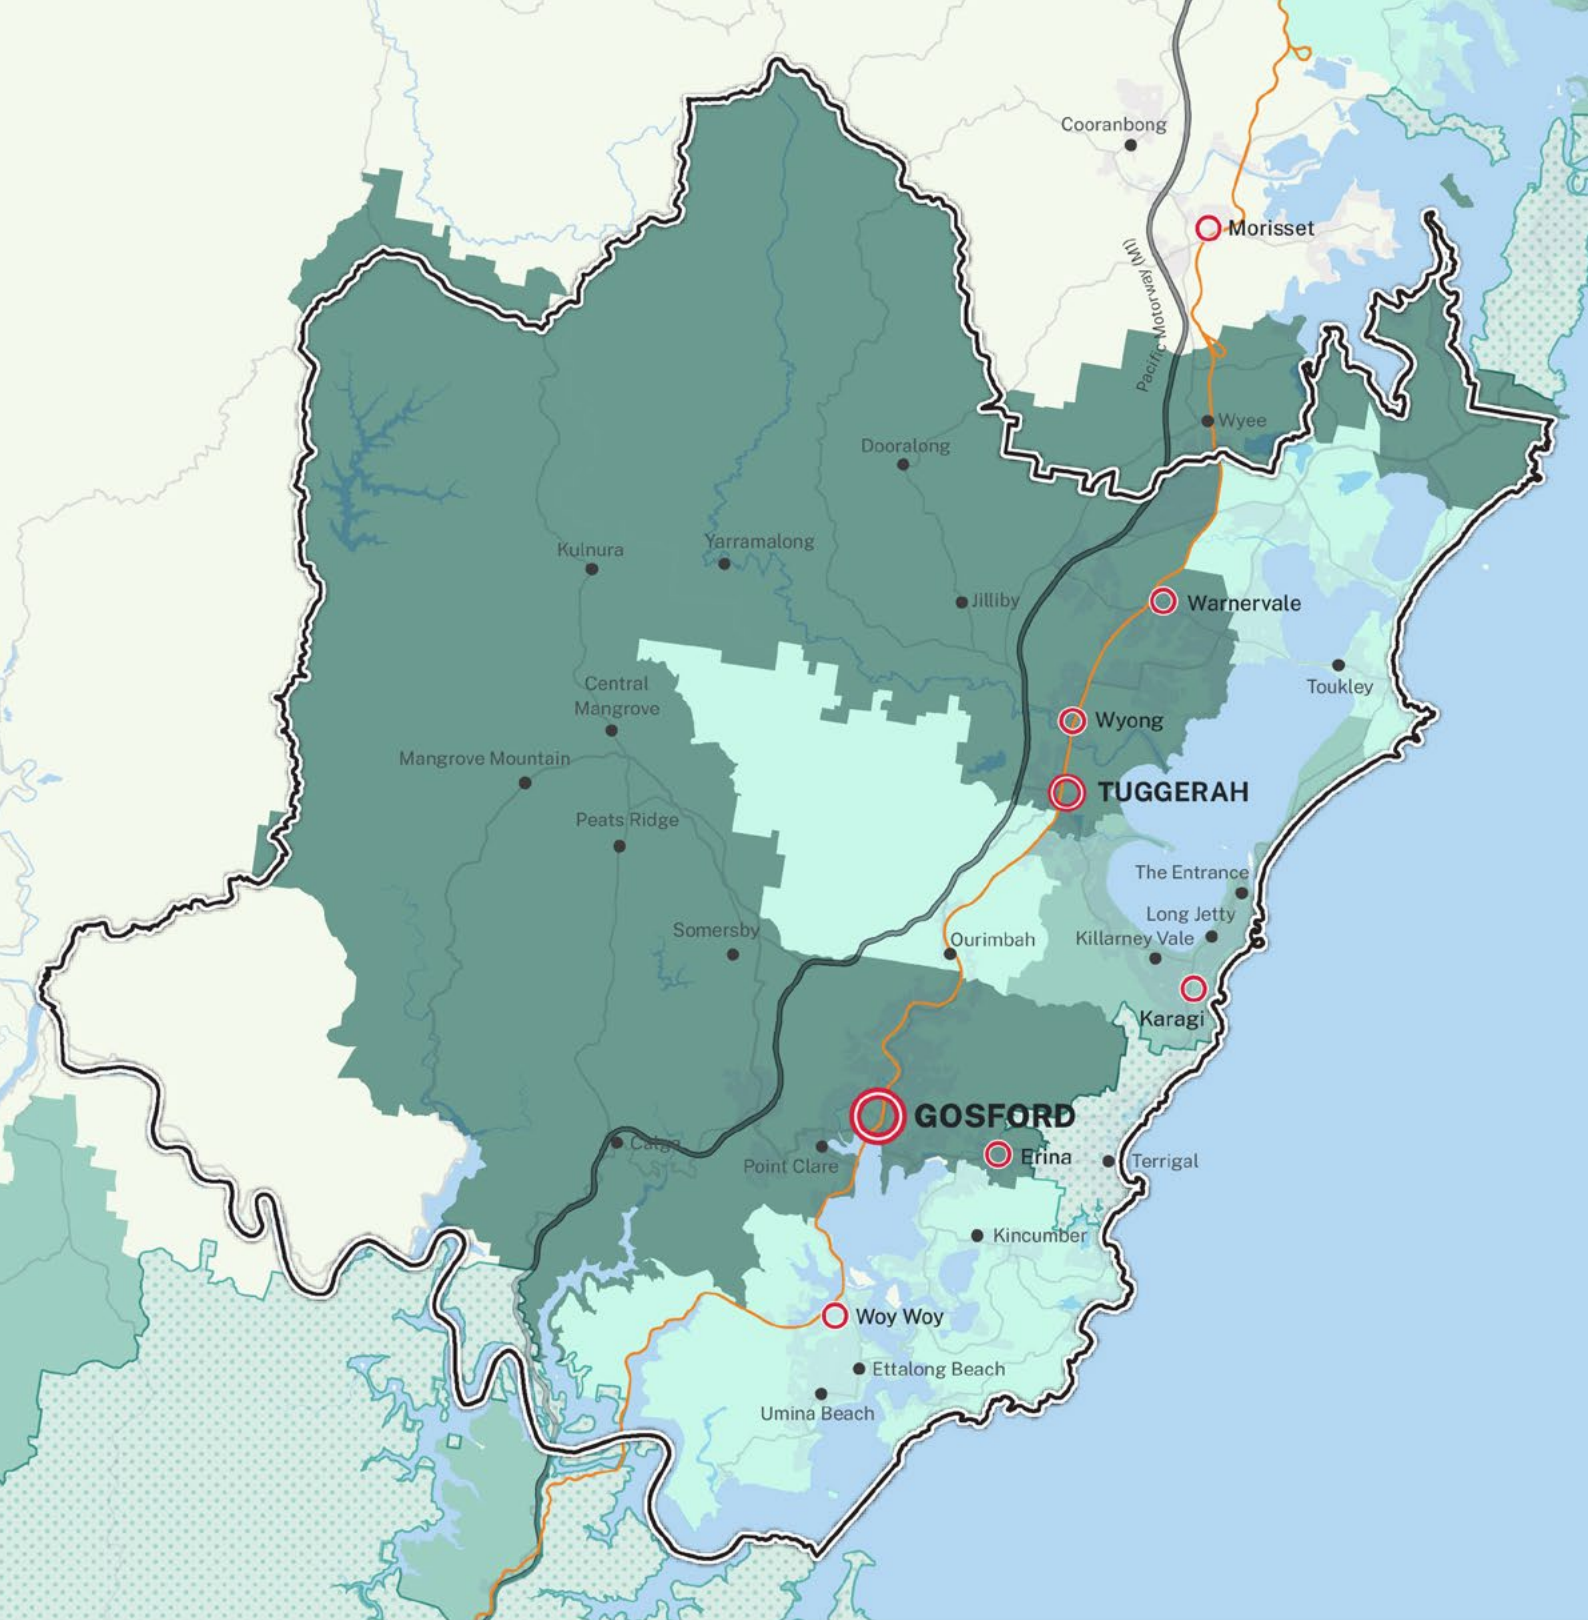 Cooranbong
Morisset
Pacific Motorway (M1)
Wyee
Dooralong
Kulnura
Yarramalong
Jilliby
Warnervale
Toukley
Central
Mangrove
Wyong
Mangrove Mountain
TUGGERAH
Peats Ridge
The Entrance
Long Jetty
Somersby
Ourimbah
Killarney Vale
Karagi
GOSFORD
Calga
Point Clare
Erina
Terrigal
Kincumber
Woy Woy
Ettalong Beach
Umina Beach